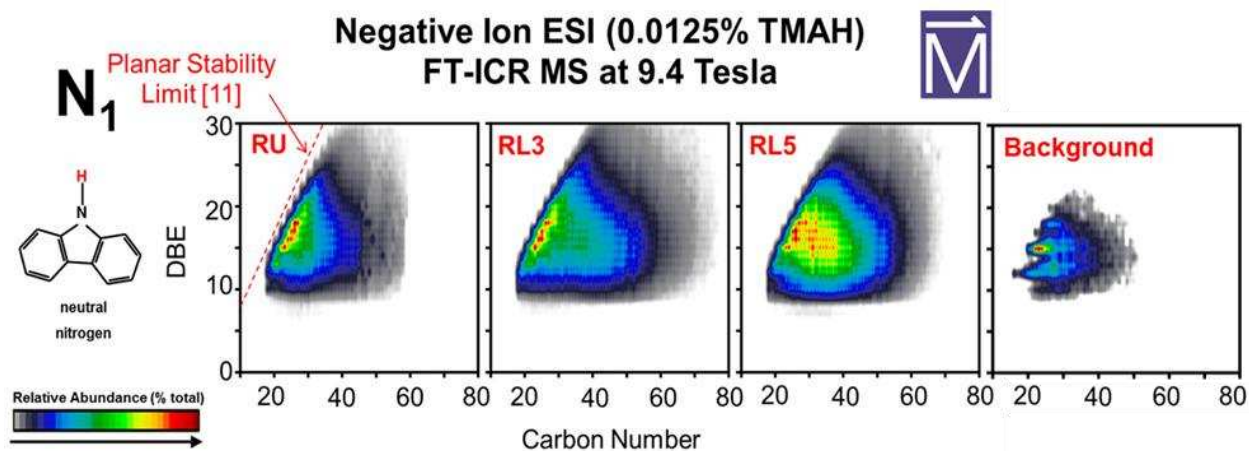 Negative Ion ESI (0.0125% TMAH)
FT-ICR MS at 9.4 Tesla
M
N1
Planar Stability
Limit [11]
H
N
neutral
nitrogen
DBE
30
20
10
0
RU
RL3
RL5
Background
20 40 60 80
20 40 60 80
20 40 60 80
20 40 60 80
Carbon Number
Relative Abundance (% total)